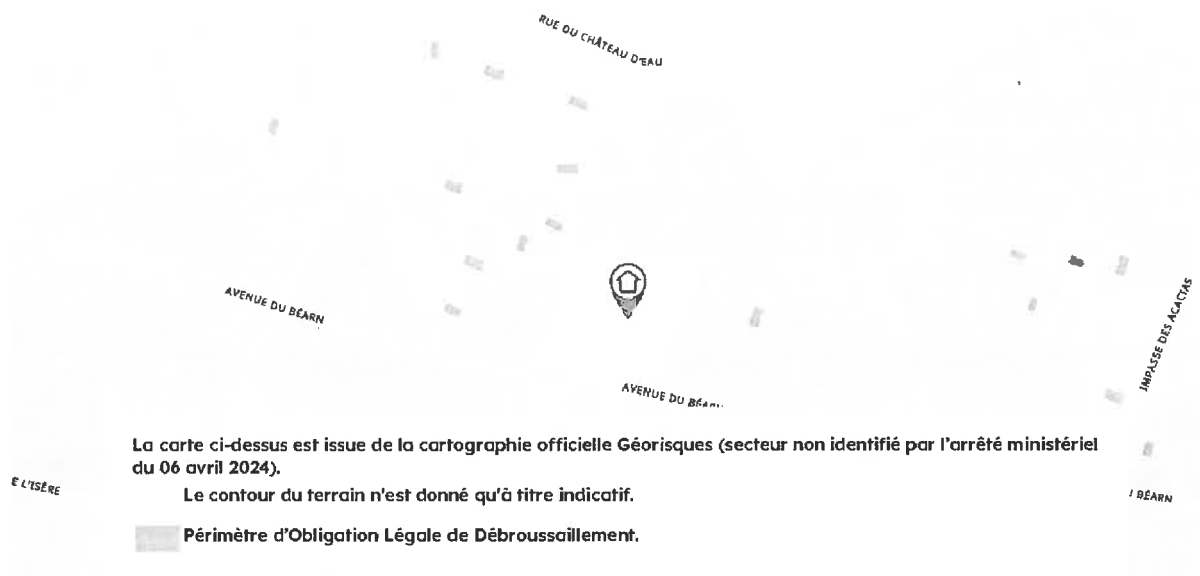 RUE DU CHÂTEAU D'EAU
AVENUE DU BÉARN
IMPASSE DES ACACIAS
AVENUE DU
La carte ci-dessus est issue de la cartographie officielle Géorisques (secteur non identifié par l'arrêté ministériel
du 06 avril 2024).
E L'ISÈRE
Le contour du terrain n'est donné qu'à titre indicatif.
BÉARN
Périmètre d'Obligation Légale de Débroussaillement.